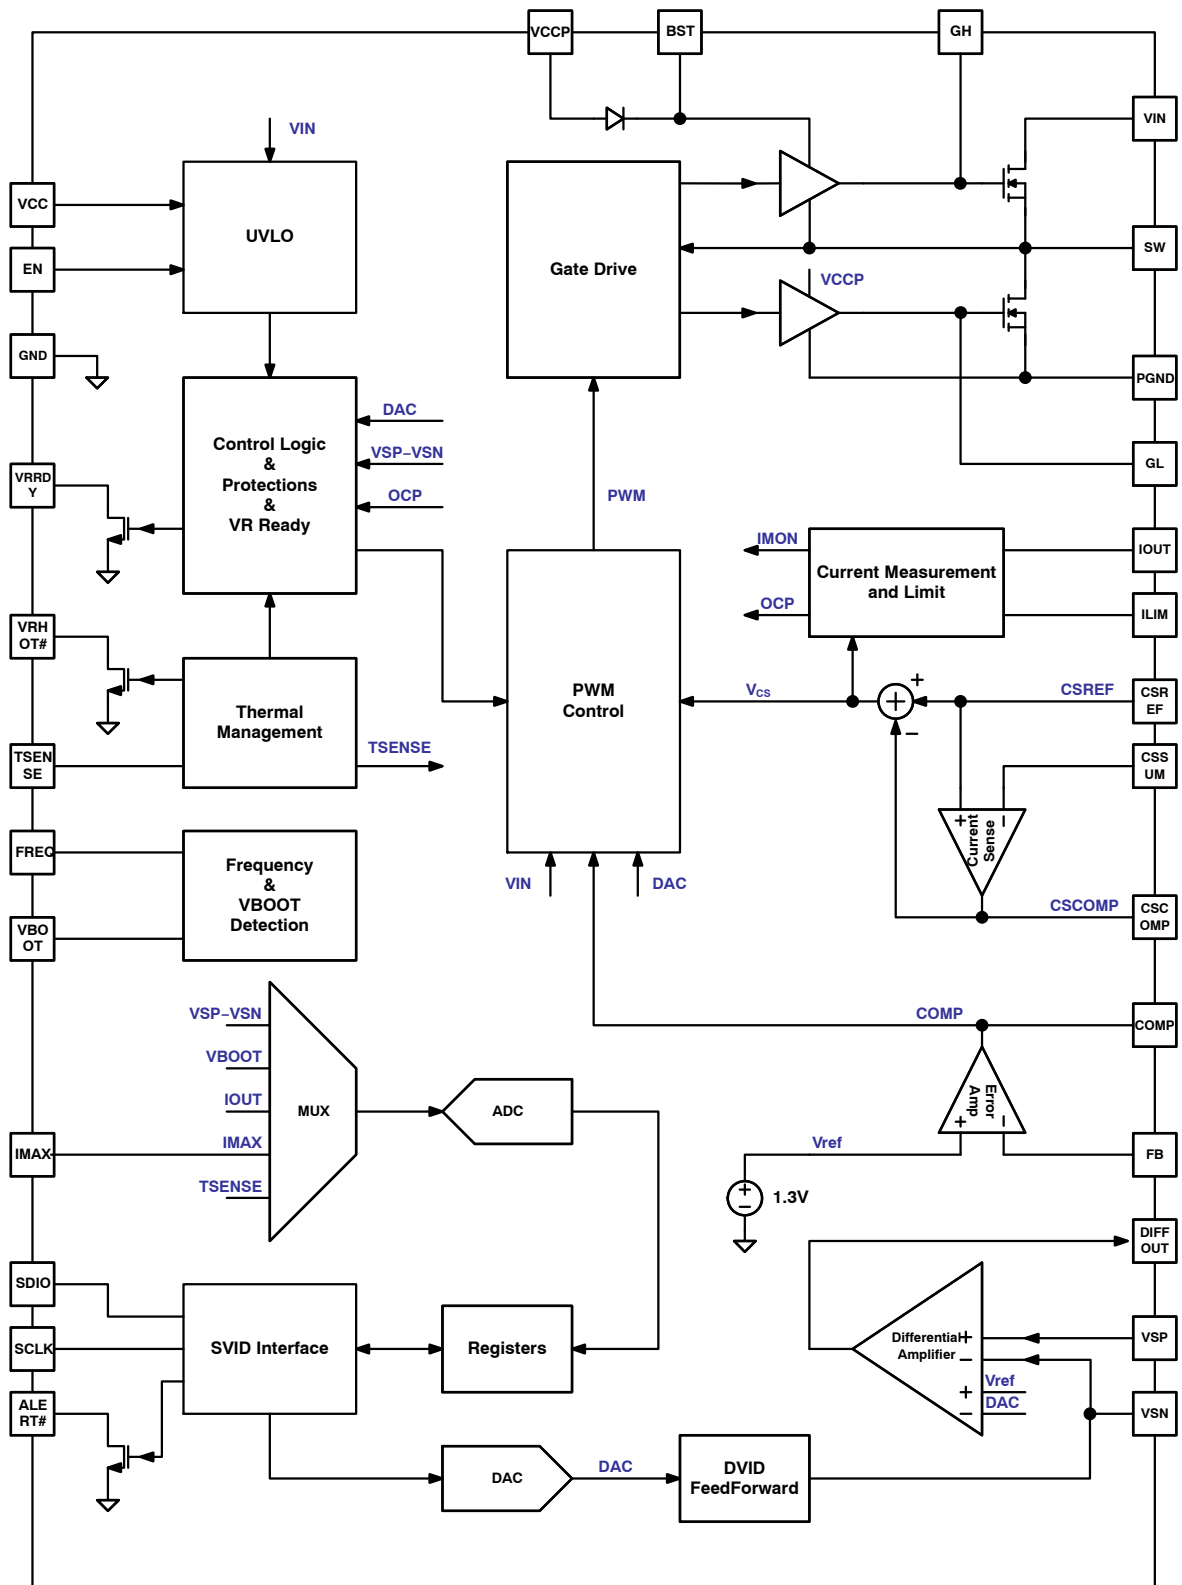 VCCP
BST
GH
VIN
VIN
VCC
UVLO
SW
EN
Gate Drive
VCCP
GND
PGND
DAC
Control Logic
&
Protections
&
VR Ready
VSP–VSN
OCP
GL
VRRD
Y
PWM
IMON
Current Measurement
and Limit
IOUT
OCP
ILIM
VRH
OT#
PWM
Control
VCS
+
–
CSREF
CSR
EF
Thermal
Management
TSENSE
TSEN
SE
CSS
UM
+
–
Current
Sense
FREQ
Frequency
&
VBOOT
Detection
VIN
DAC
CSCOMP
CSC
OMP
VBO
OT
VSP–VSN
VBOOT
IOUT
IMAX
TSENSE
MUX
ADC
COMP
COMP
Error
Amp
+
–
IMAX
Vref
FB
+
–
1.3V
DIFF
OUT
SDIO
SCLK
SVID Interface
Registers
Differential
Amplifier
+
–
+
–
Vref
DAC
VSP
VSN
ALE
RT#
DAC
DAC
DVID
FeedForward